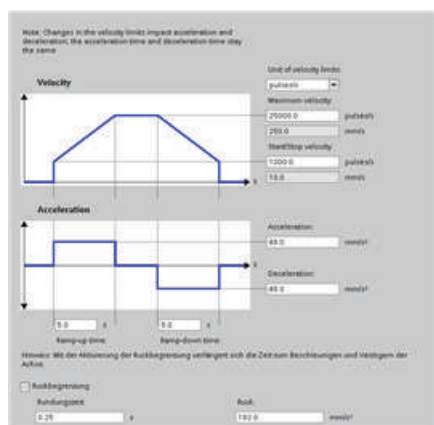 Note: Changes in the velocity limits impact acceleration and
deceleration; the acceleration time and deceleration time stay
the same
Unit of velocity limits:
Velocity
pulses/s
Maximum velocity:
25000.0 pulses/s
250.0 mm/s
Start/Stop velocity:
1000.0 pulses/s
10.0 mm/s
t
Acceleration
Acceleration:
48.0 mm/s²
t
Deceleration:
48.0 mm/s²
5.0 s 5.0 s
Ramp-up time: Ramp-down time:
Hinweis: Mit der Aktivierung der Ruckbegrenzung verlängert sich die Zeit zum Beschleunigen und Verzögern der
Achse.
Ruckbegrenzung
Rundungszeit: Ruck:
0.25 s 192.0 mm/s³